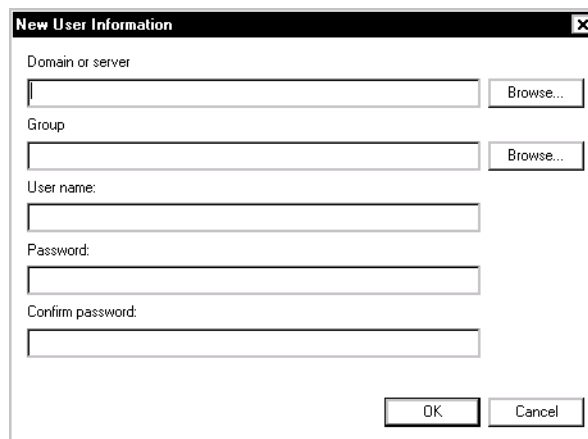 New User Information
Domain or server
Browse...
Group
Browse...
User name:
Password:
Confirm password:
OK Cancel